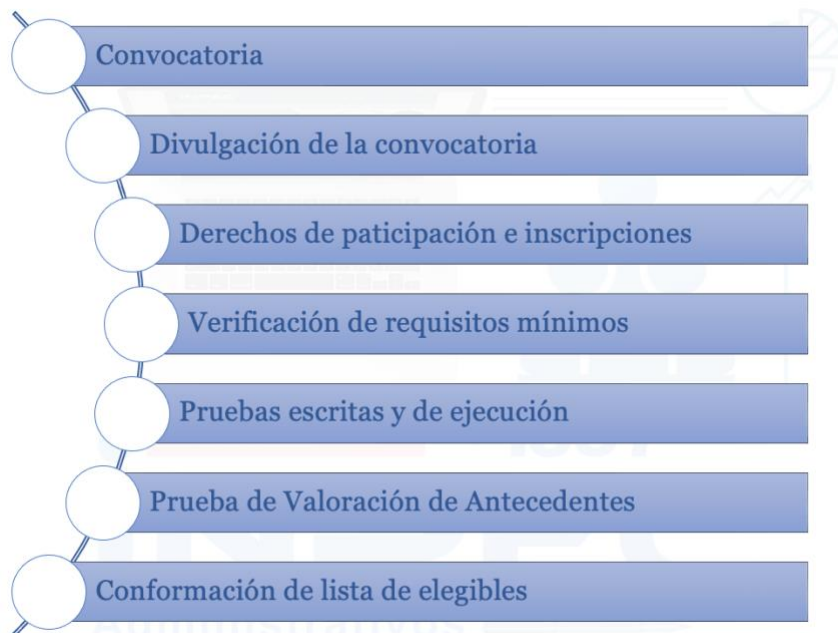 Convocatoria
Divulgación de la convocatoria
Derechos de paticipación e inscripciones
Verificación de requisitos mínimos
Pruebas escritas y de ejecución
Prueba de Valoración de Antecedentes
Conformación de lista de elegibles
Administrativos